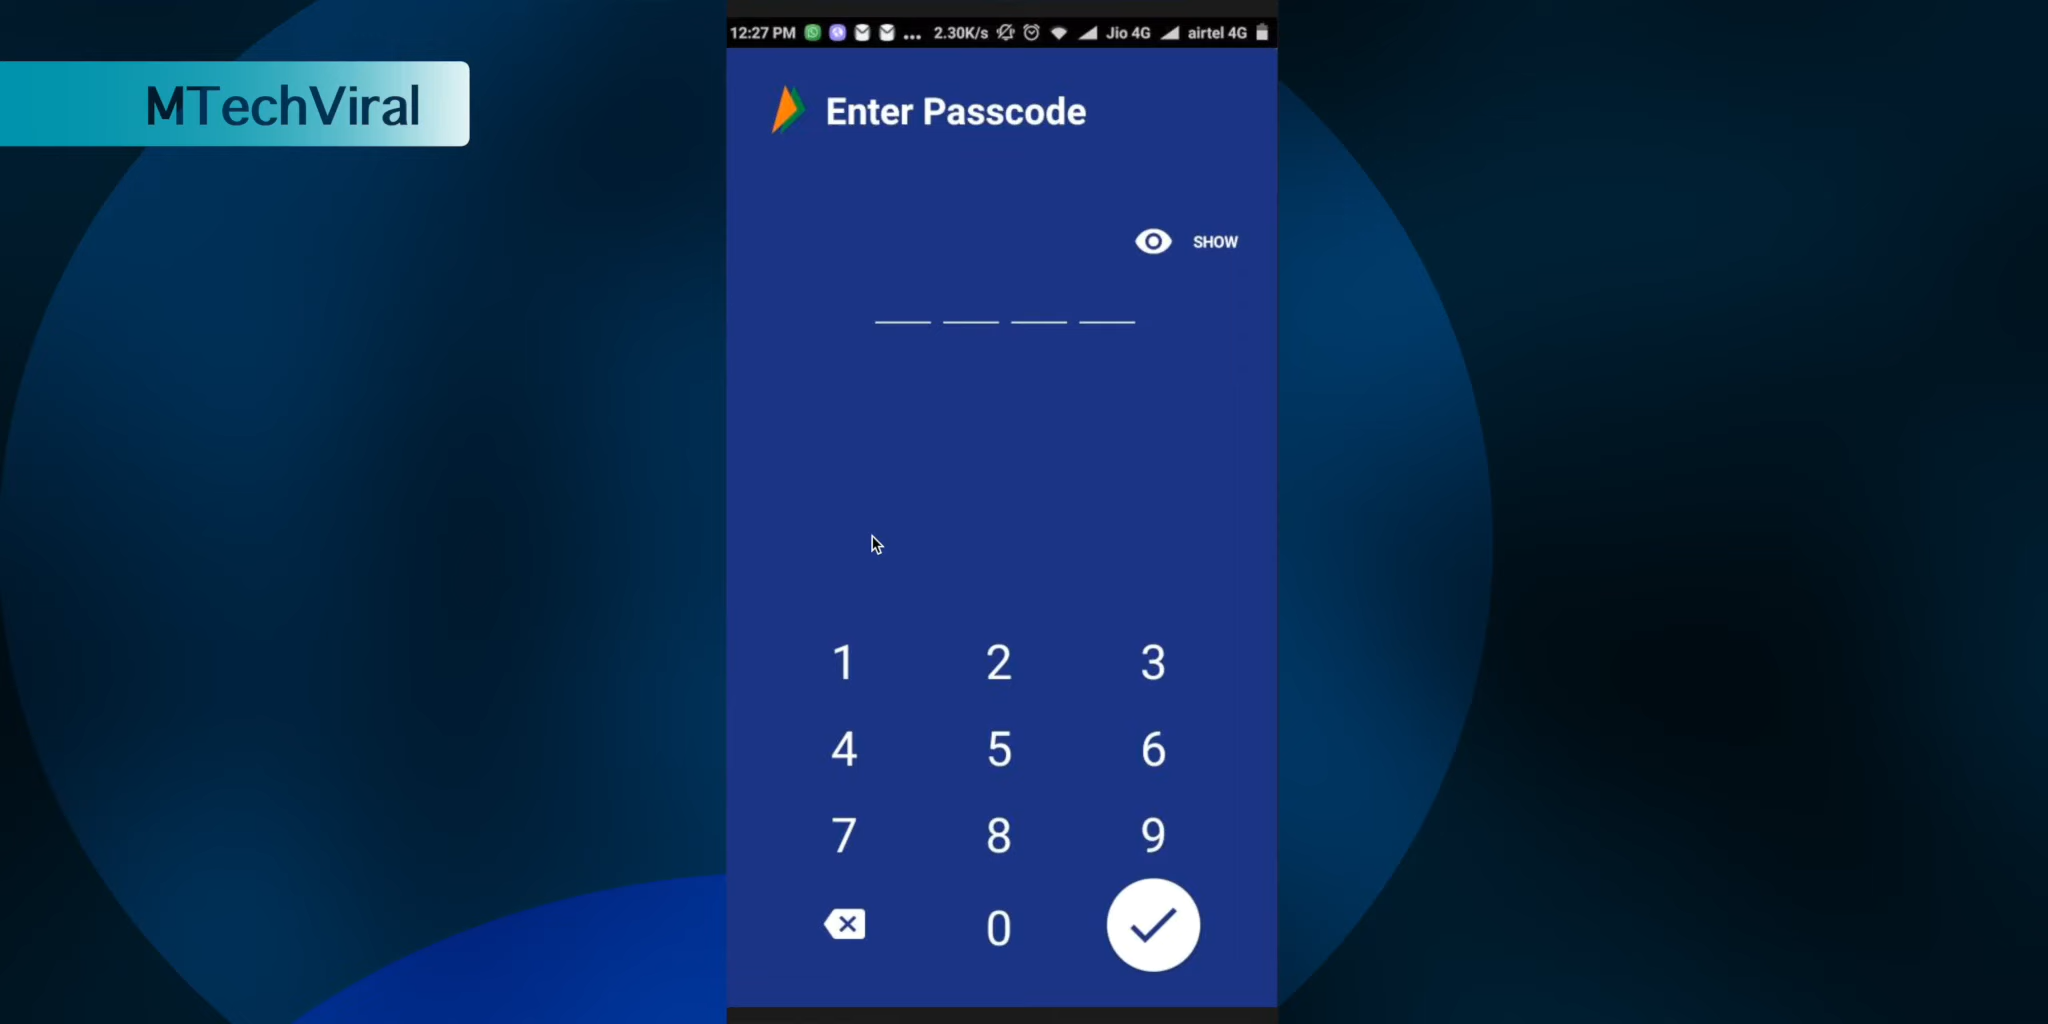 MTechViral
12:27 PM ... 2.30K/s Jio 4G airtel 4G
Enter Passcode
SHOW
1 2 3
4 5 6
7 8 9
0